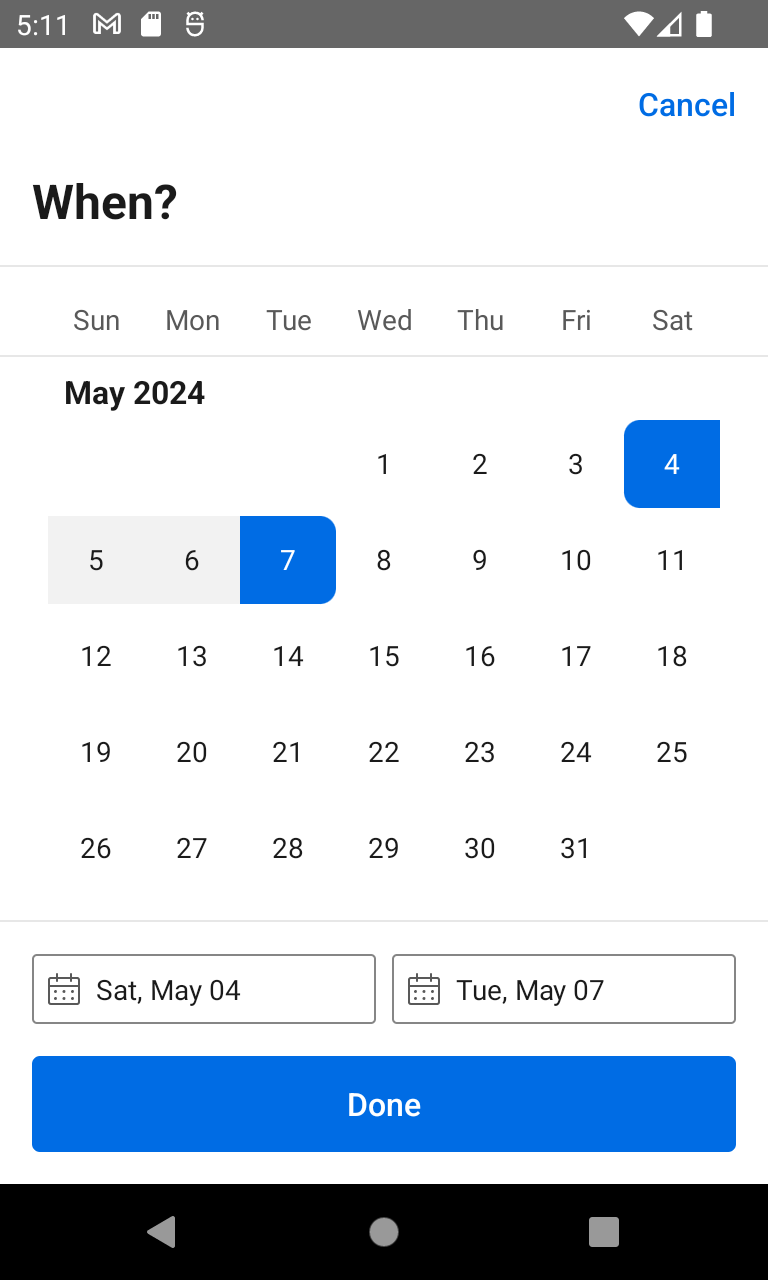 5:11
Cancel
When?
Sun Mon Tue Wed Thu Fri Sat
May 2024
1 2 3 4
5 6 7 8 9 10 11
12 13 14 15 16 17 18
19 20 21 22 23 24 25
26 27 28 29 30 31
Sat, May 04 Tue, May 07
Done